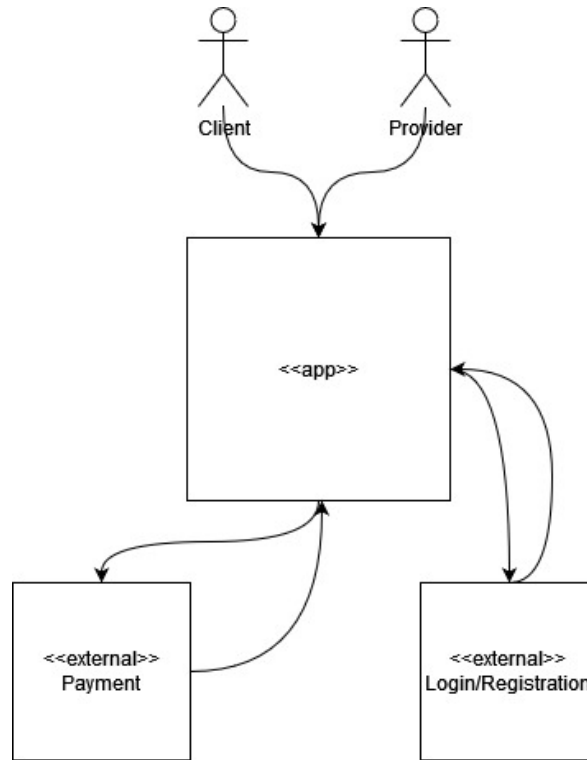 Client
Provider
<<app>>
<<external>>
Payment
<<external>>
Login/Registration